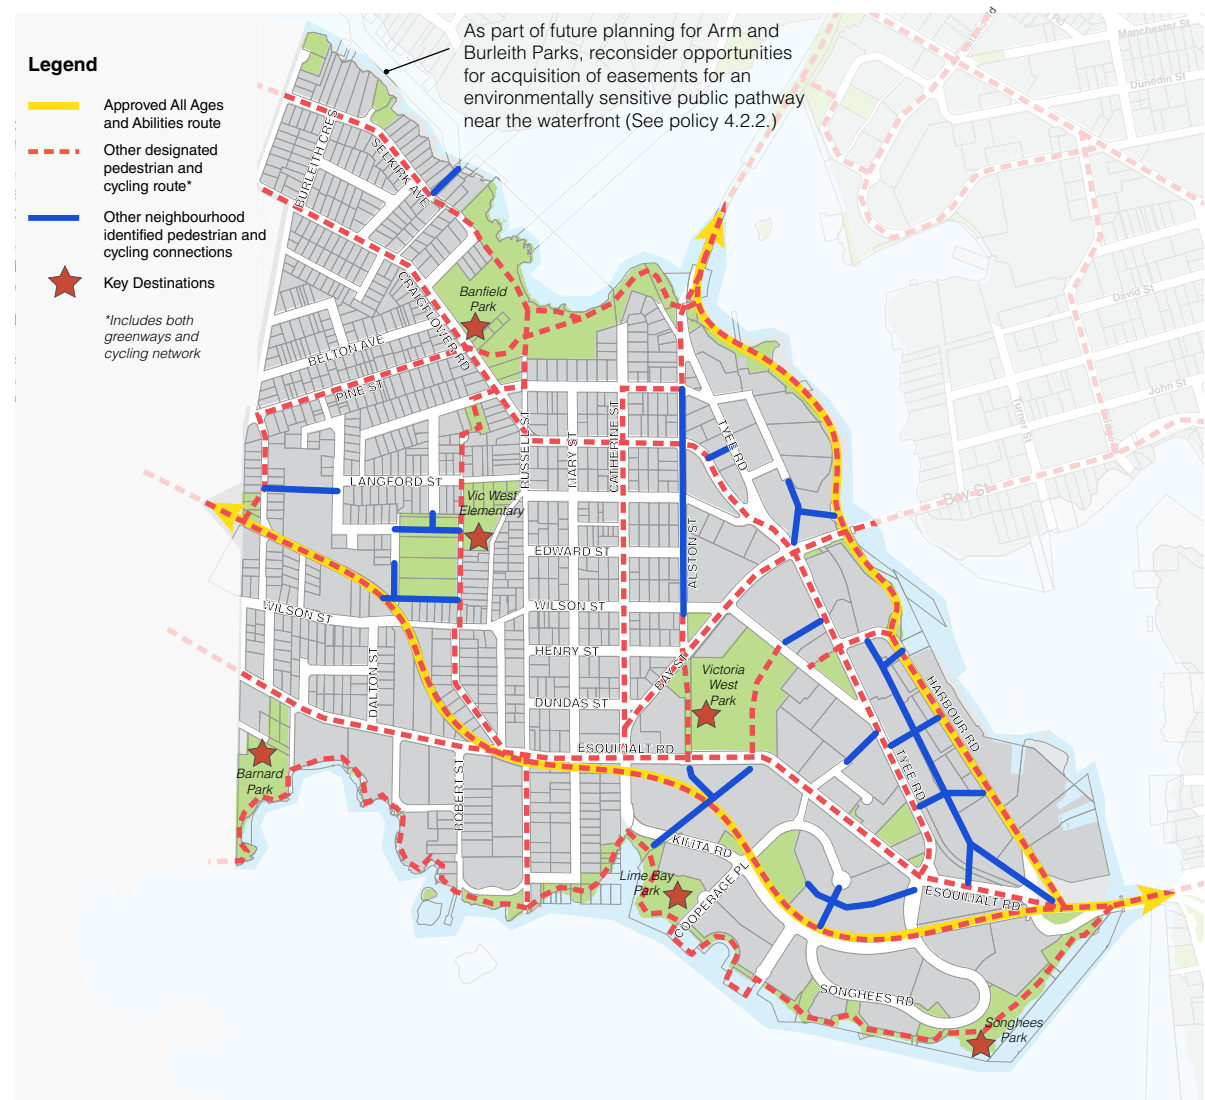 As part of future planning for Arm and
Burleith Parks, reconsider opportunities
for acquisition of easements for an
environmentally sensitive public pathway
near the waterfront (See policy 4.2.2.)
Legend
Approved All Ages
and Abilities route
Other designated
pedestrian and
cycling route*
Other neighbourhood
identified pedestrian and
cycling connections
Key Destinations
*Includes both
greenways and
cycling network
Manchester St
Dunedin St
David St
John St
Turner St
Bay St
BURLEITH CRES
SELKIRK AVE
CRAIGFLOWER RD
Banfield
Park
BELTON AVE
PINE ST
RUSSELL ST
MARY ST
CATHERINE ST
TYEE RD
LANGFORD ST
Vic West
Elementary
EDWARD ST
ALSTON ST
WILSON ST
WILSON ST
HENRY ST
BAY ST
Victoria
West
Park
DALTON ST
DUNDAS ST
HARBOUR RD
ESQUIMALT RD
TYEE RD
Barnard
Park
ROBERT ST
KIMTA RD
Lime Bay
Park
COOPERAGE PL
ESQUIMALT RD
SONGHEES RD
Songhees
Park